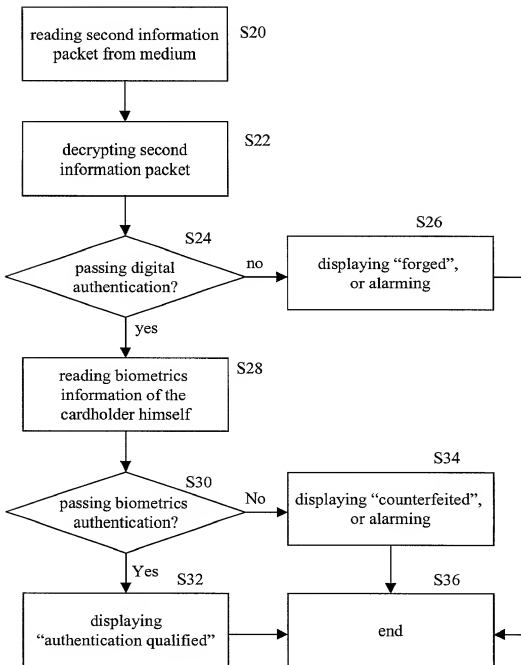 reading second information
packet from medium
S20
decrypting second
information packet
S22
S24
passing digital
authentication?
no
S26
displaying “forged”,
or alarming
yes
reading biometrics
information of the
cardholder himself
S28
S30
passing biometrics
authentication?
No
S34
displaying “counterfeited”,
or alarming
Yes
S32
displaying
“authentication qualified”
S36
end